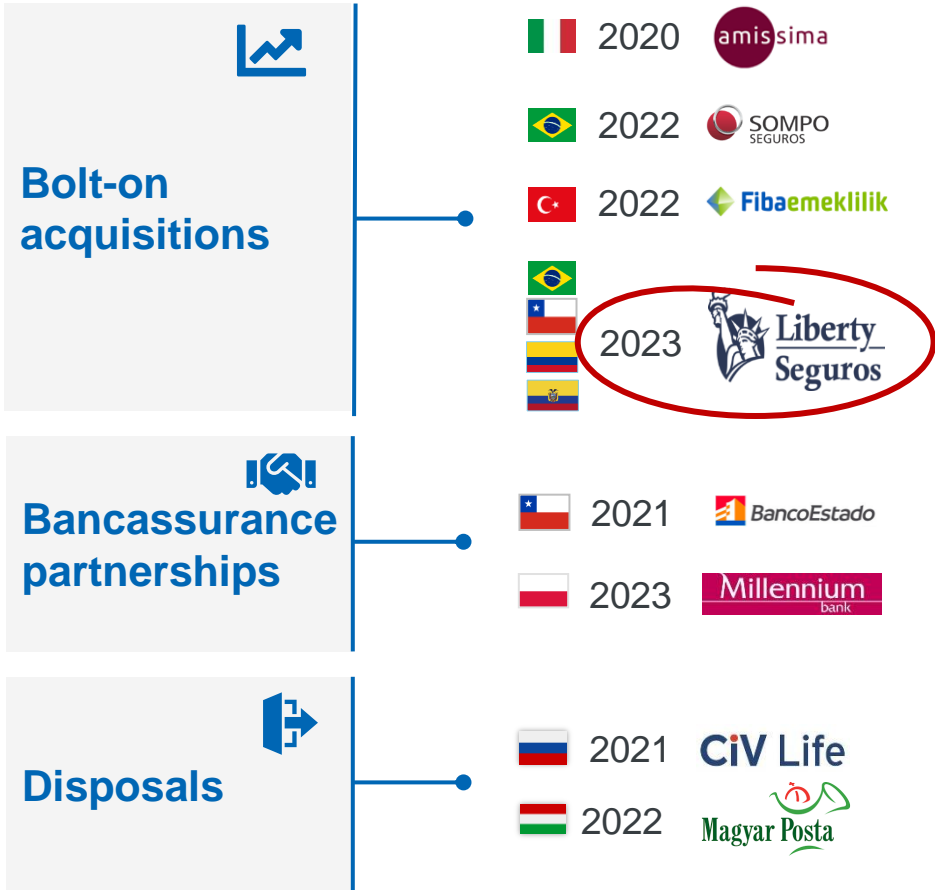 Bolt-on
acquisitions
2020 amissima
2022 SOMPO
SEGUROS
2022 Fibaemeklilik
2023 Liberty
Seguros
Bancassurance
partnerships
2021 BancoEstado
2023 Millennium
bank
Disposals
2021 CiV Life
2022 Magyar Posta